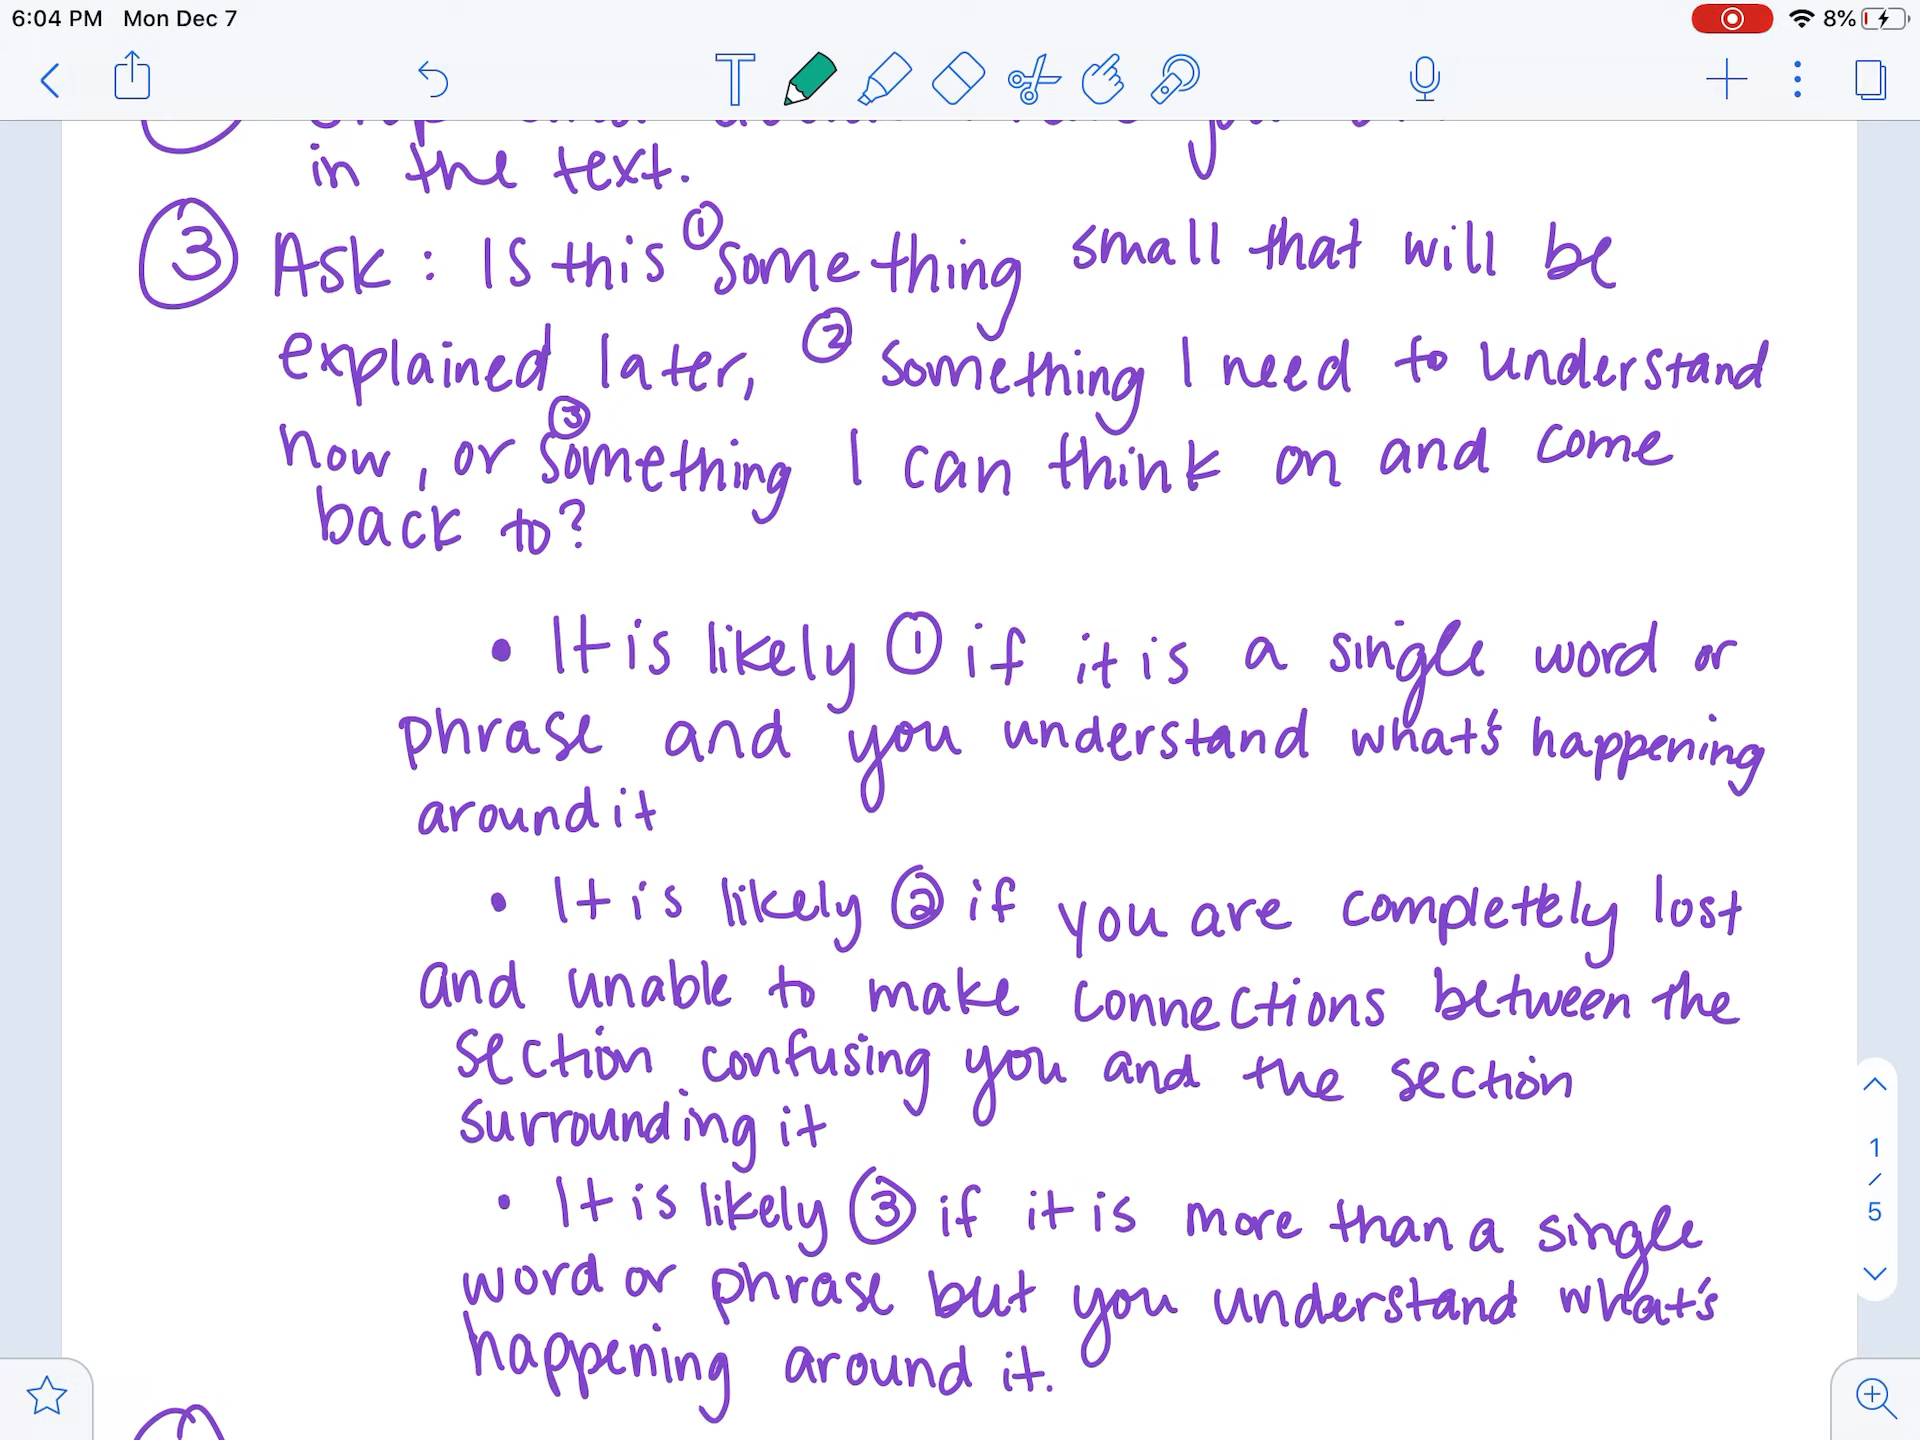 6:04 PM Mon Dec 7 8%
in the text.
③ Ask: Is this ① something small that will be
explained later, ② something I need to understand
now, or ③ something I can think on and come
back to?
• It is likely ① if it is a single word or
phrase and you understand what's happening
around it
• It is likely ② if you are completely lost
and unable to make connections between the
section confusing you and the section
surrounding it
• It is likely ③ if it is more than a single
word or phrase but you understand what's
happening around it.
1
/
5